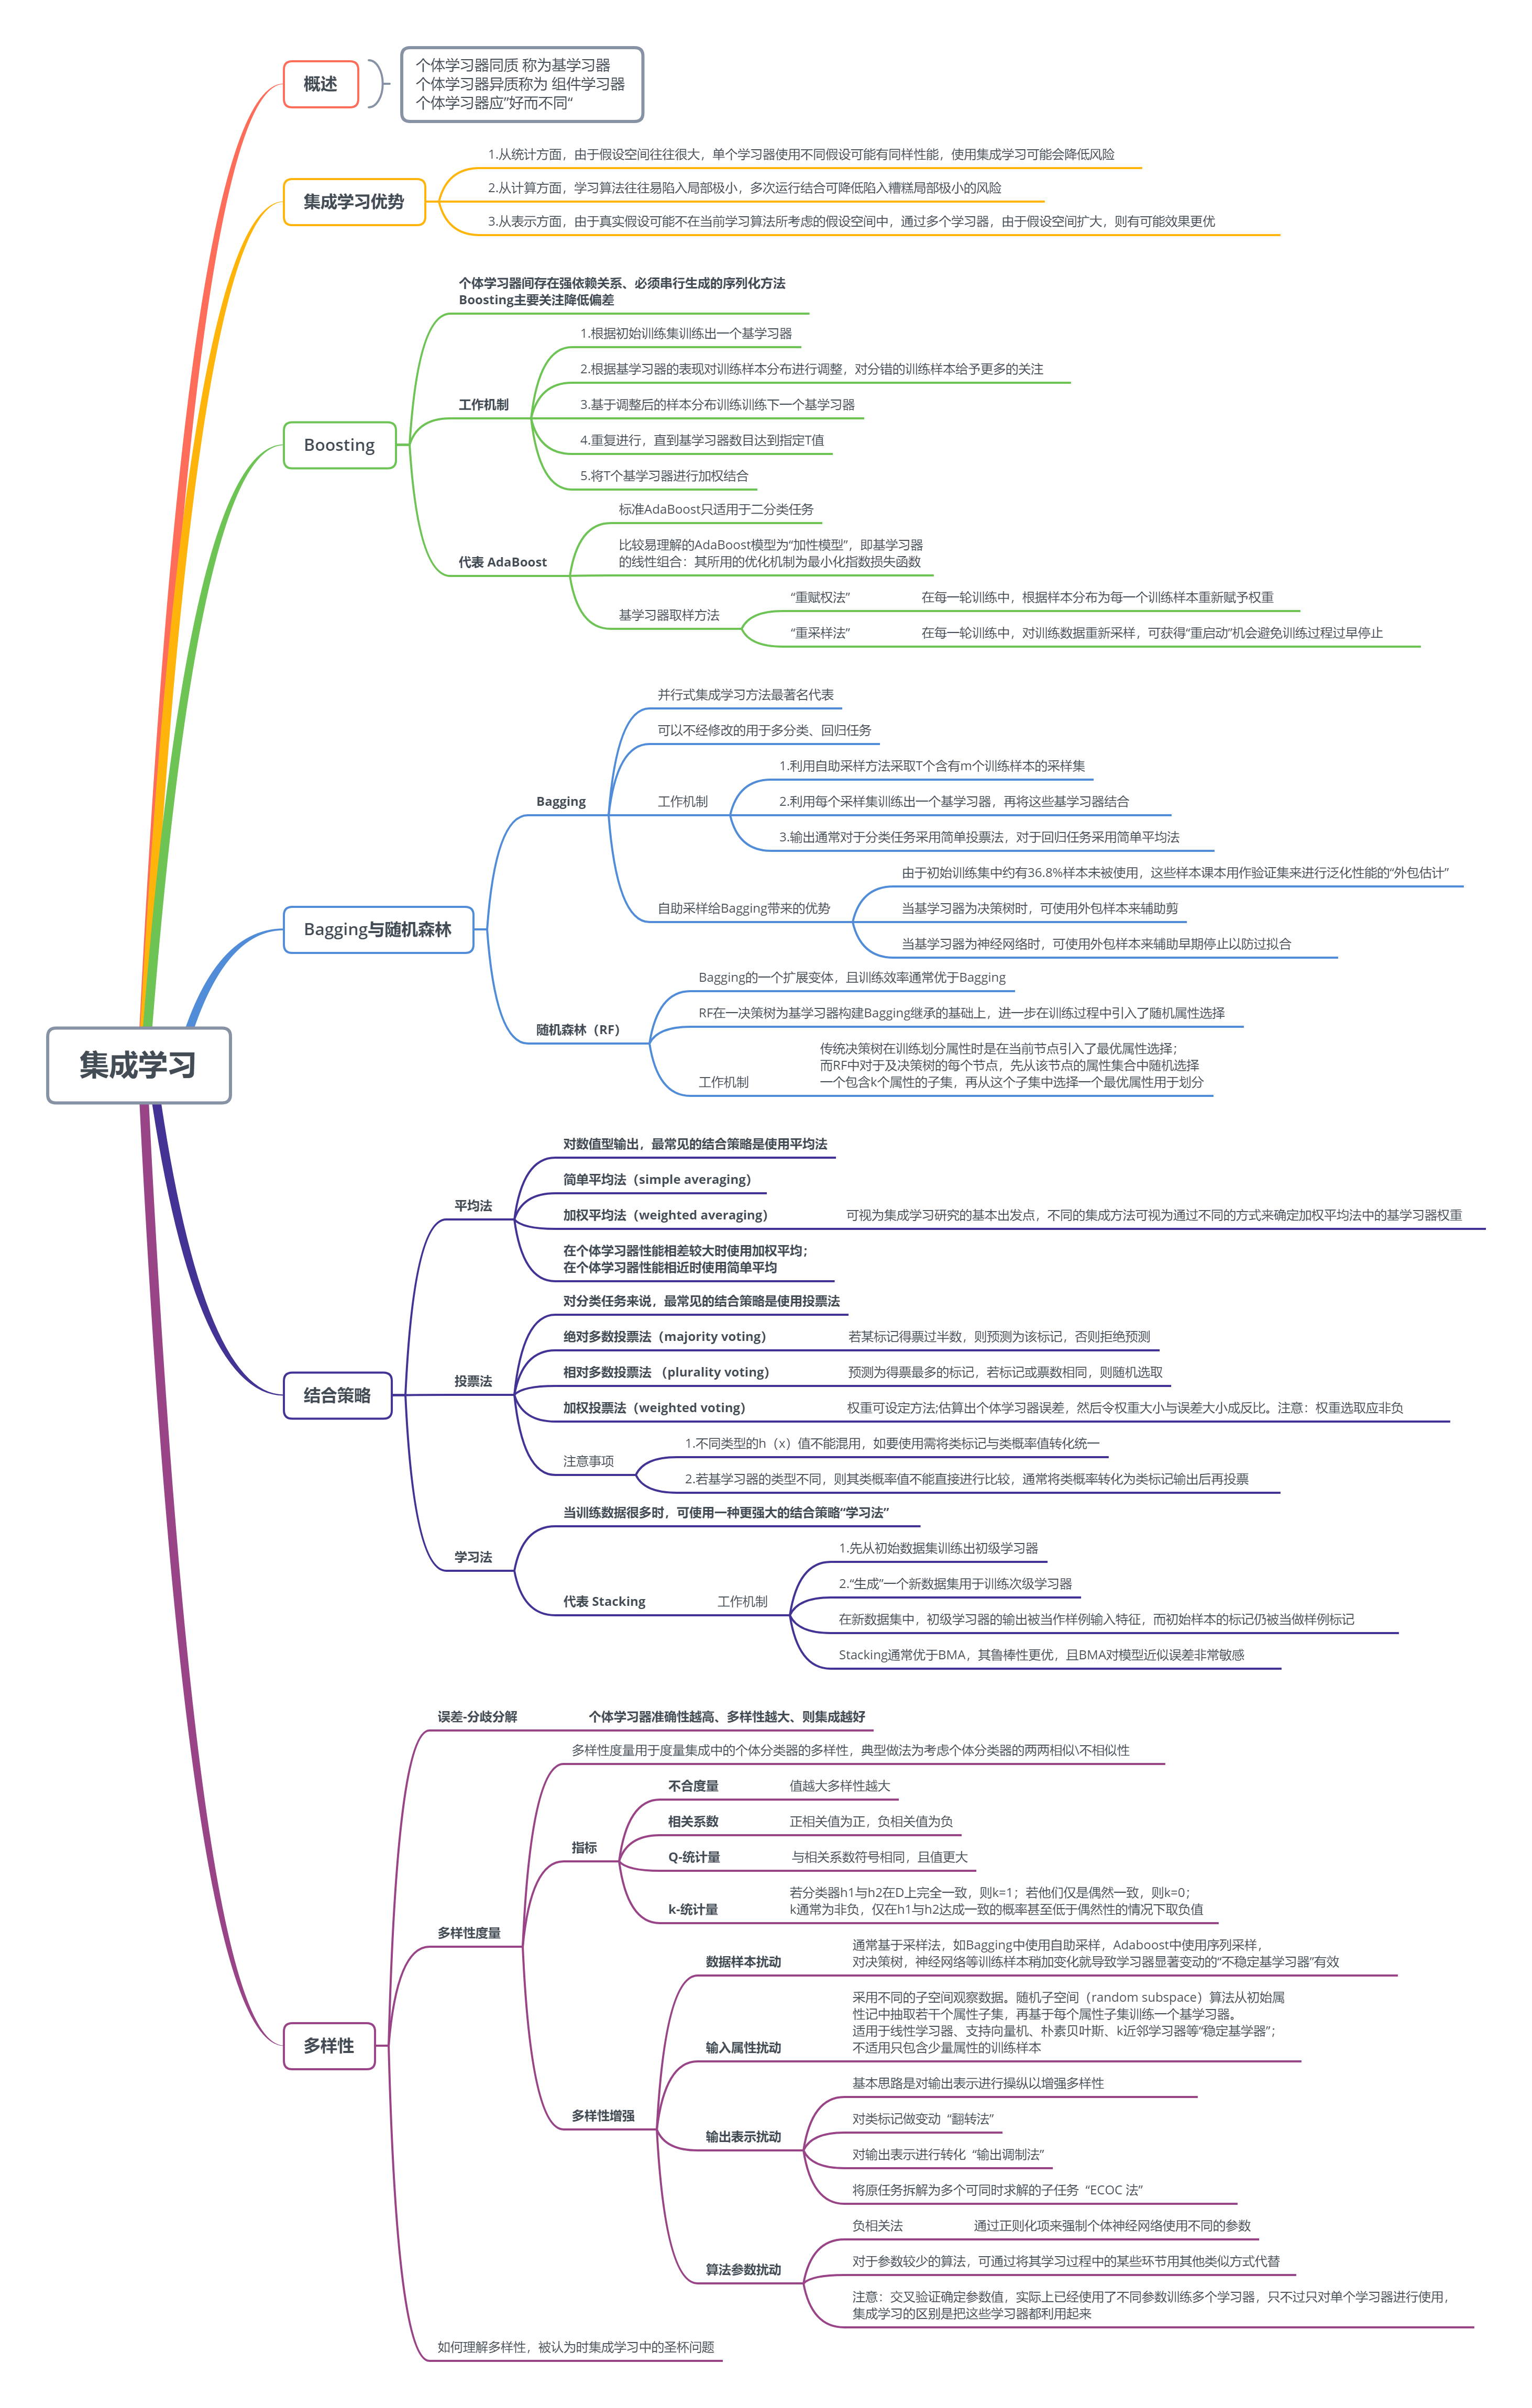 概述
个体学习器同质 称为基学习器
个体学习器异质称为 组件学习器
个体学习器应”好而不同“
集成学习优势
1.从统计方面，由于假设空间往往很大，单个学习器使用不同假设可能有同样性能，使用集成学习可能会降低风险
2.从计算方面，学习算法往往易陷入局部极小，多次运行结合可降低陷入糟糕局部极小的风险
3.从表示方面，由于真实假设可能不在当前学习算法所考虑的假设空间中，通过多个学习器，由于假设空间扩大，则有可能效果更优
Boosting
个体学习器间存在强依赖关系、必须串行生成的序列化方法
Boosting主要关注降低偏差
工作机制
1.根据初始训练集训练出一个基学习器
2.根据基学习器的表现对训练样本分布进行调整，对分错的训练样本给予更多的关注
3.基于调整后的样本分布训练训练下一个基学习器
4.重复进行，直到基学习器数目达到指定T值
5.将T个基学习器进行加权结合
代表 AdaBoost
标准AdaBoost只适用于二分类任务
比较易理解的AdaBoost模型为“加性模型”，即基学习器
的线性组合：其所用的优化机制为最小化指数损失函数
基学习器取样方法
“重赋权法” 在每一轮训练中，根据样本分布为每一个训练样本重新赋予权重
“重采样法” 在每一轮训练中，对训练数据重新采样，可获得“重启动”机会避免训练过程过早停止
Bagging与随机森林
Bagging
并行式集成学习方法最著名代表
可以不经修改的用于多分类、回归任务
工作机制
1.利用自助采样方法采取T个含有m个训练样本的采样集
2.利用每个采样集训练出一个基学习器，再将这些基学习器结合
3.输出通常对于分类任务采用简单投票法，对于回归任务采用简单平均法
自助采样给Bagging带来的优势
由于初始训练集中约有36.8%样本未被使用，这些样本课本用作验证集来进行泛化性能的“外包估计”
当基学习器为决策树时，可使用外包样本来辅助剪
当基学习器为神经网络时，可使用外包样本来辅助早期停止以防过拟合
随机森林（RF）
Bagging的一个扩展变体，且训练效率通常优于Bagging
RF在一决策树为基学习器构建Bagging继承的基础上，进一步在训练过程中引入了随机属性选择
工作机制
传统决策树在训练划分属性时是在当前节点引入了最优属性选择；
而RF中对于及决策树的每个节点，先从该节点的属性集合中随机选择
一个包含k个属性的子集，再从这个子集中选择一个最优属性用于划分
集成学习
结合策略
平均法
对数值型输出，最常见的结合策略是使用平均法
简单平均法（simple averaging）
加权平均法（weighted averaging） 可视为集成学习研究的基本出发点，不同的集成方法可视为通过不同的方式来确定加权平均法中的基学习器权重
在个体学习器性能相差较大时使用加权平均；
在个体学习器性能相近时使用简单平均
投票法
对分类任务来说，最常见的结合策略是使用投票法
绝对多数投票法（majority voting） 若某标记得票过半数，则预测为该标记，否则拒绝预测
相对多数投票法 （plurality voting） 预测为得票最多的标记，若标记或票数相同，则随机选取
加权投票法（weighted voting） 权重可设定方法;估算出个体学习器误差，然后令权重大小与误差大小成反比。注意：权重选取应非负
注意事项
1.不同类型的h（x）值不能混用，如要使用需将类标记与类概率值转化统一
2.若基学习器的类型不同，则其类概率值不能直接进行比较，通常将类概率转化为类标记输出后再投票
学习法
当训练数据很多时，可使用一种更强大的结合策略“学习法”
代表 Stacking 工作机制
1.先从初始数据集训练出初级学习器
2.“生成”一个新数据集用于训练次级学习器
在新数据集中，初级学习器的输出被当作样例输入特征，而初始样本的标记仍被当做样例标记
Stacking通常优于BMA，其鲁棒性更优，且BMA对模型近似误差非常敏感
多样性
误差-分歧分解 个体学习器准确性越高、多样性越大、则集成越好
多样性度量
多样性度量用于度量集成中的个体分类器的多样性，典型做法为考虑个体分类器的两两相似\不相似性
指标
不合度量 值越大多样性越大
相关系数 正相关值为正，负相关值为负
Q-统计量 与相关系数符号相同，且值更大
k-统计量
若分类器h1与h2在D上完全一致，则k=1；若他们仅是偶然一致，则k=0；
k通常为非负，仅在h1与h2达成一致的概率甚至低于偶然性的情况下取负值
多样性增强
数据样本扰动
通常基于采样法，如Bagging中使用自助采样，Adaboost中使用序列采样，
对决策树，神经网络等训练样本稍加变化就导致学习器显著变动的“不稳定基学习器”有效
输入属性扰动
采用不同的子空间观察数据。随机子空间（random subspace）算法从初始属
性记中抽取若干个属性子集，再基于每个属性子集训练一个基学习器。
适用于线性学习器、支持向量机、朴素贝叶斯、k近邻学习器等“稳定基学器”；
不适用只包含少量属性的训练样本
输出表示扰动
基本思路是对输出表示进行操纵以增强多样性
对类标记做变动 “翻转法”
对输出表示进行转化 “输出调制法”
将原任务拆解为多个可同时求解的子任务 “ECOC 法”
算法参数扰动
负相关法 通过正则化项来强制个体神经网络使用不同的参数
对于参数较少的算法，可通过将其学习过程中的某些环节用其他类似方式代替
注意：交叉验证确定参数值，实际上已经使用了不同参数训练多个学习器，只不过只对单个学习器进行使用，
集成学习的区别是把这些学习器都利用起来
如何理解多样性，被认为时集成学习中的圣杯问题